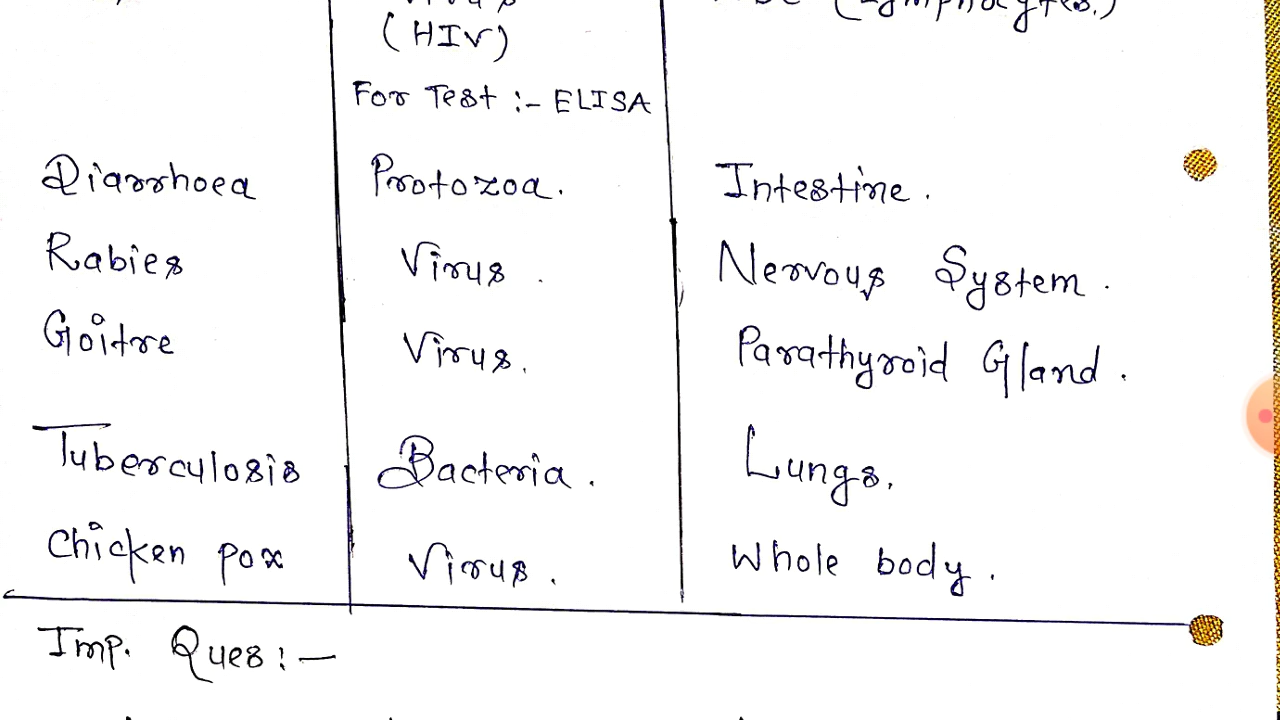 (HIV)
For Test :- ELISA
Diarrhoea Protozoa. Intestine.
Rabies Virus. Nervous System.
Goitre Virus. Parathyroid Gland.
Tuberculosis Bacteria. Lungs.
Chicken pox Virus. Whole body.
Imp. Ques :-